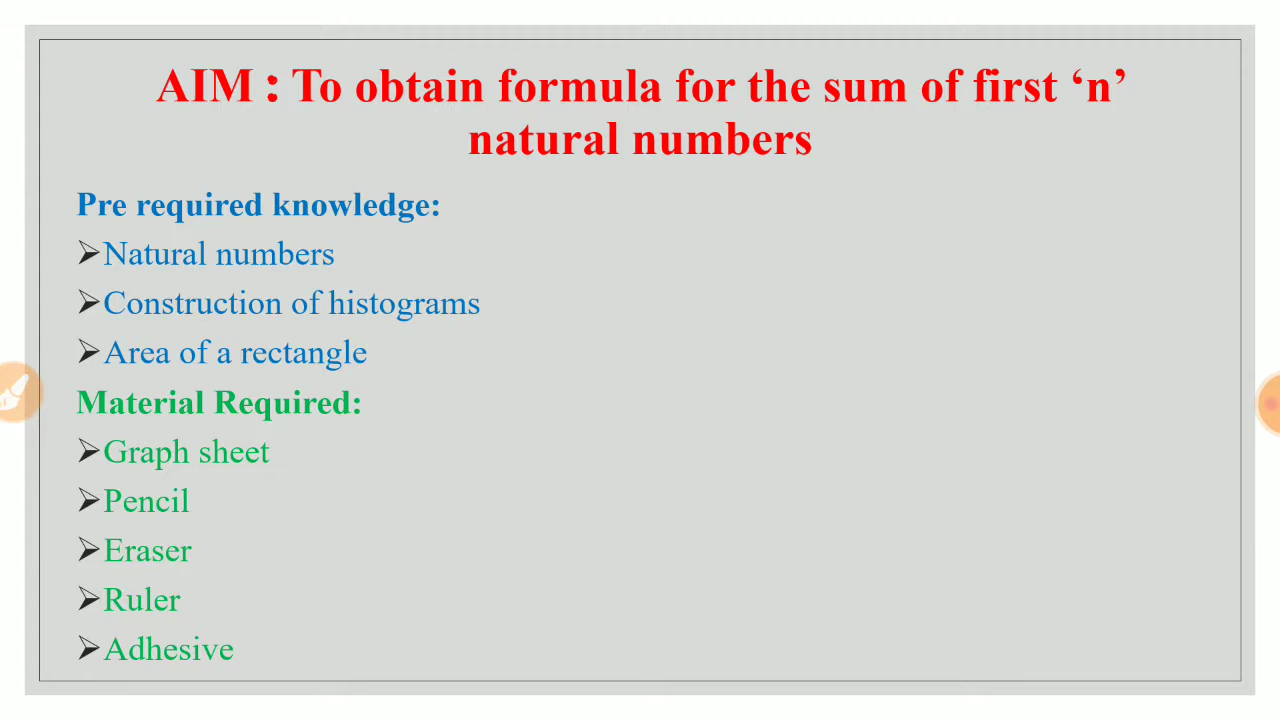 AIM : To obtain formula for the sum of first ‘n’
natural numbers
Pre required knowledge:
Natural numbers
Construction of histograms
Area of a rectangle
Material Required:
Graph sheet
Pencil
Eraser
Ruler
Adhesive